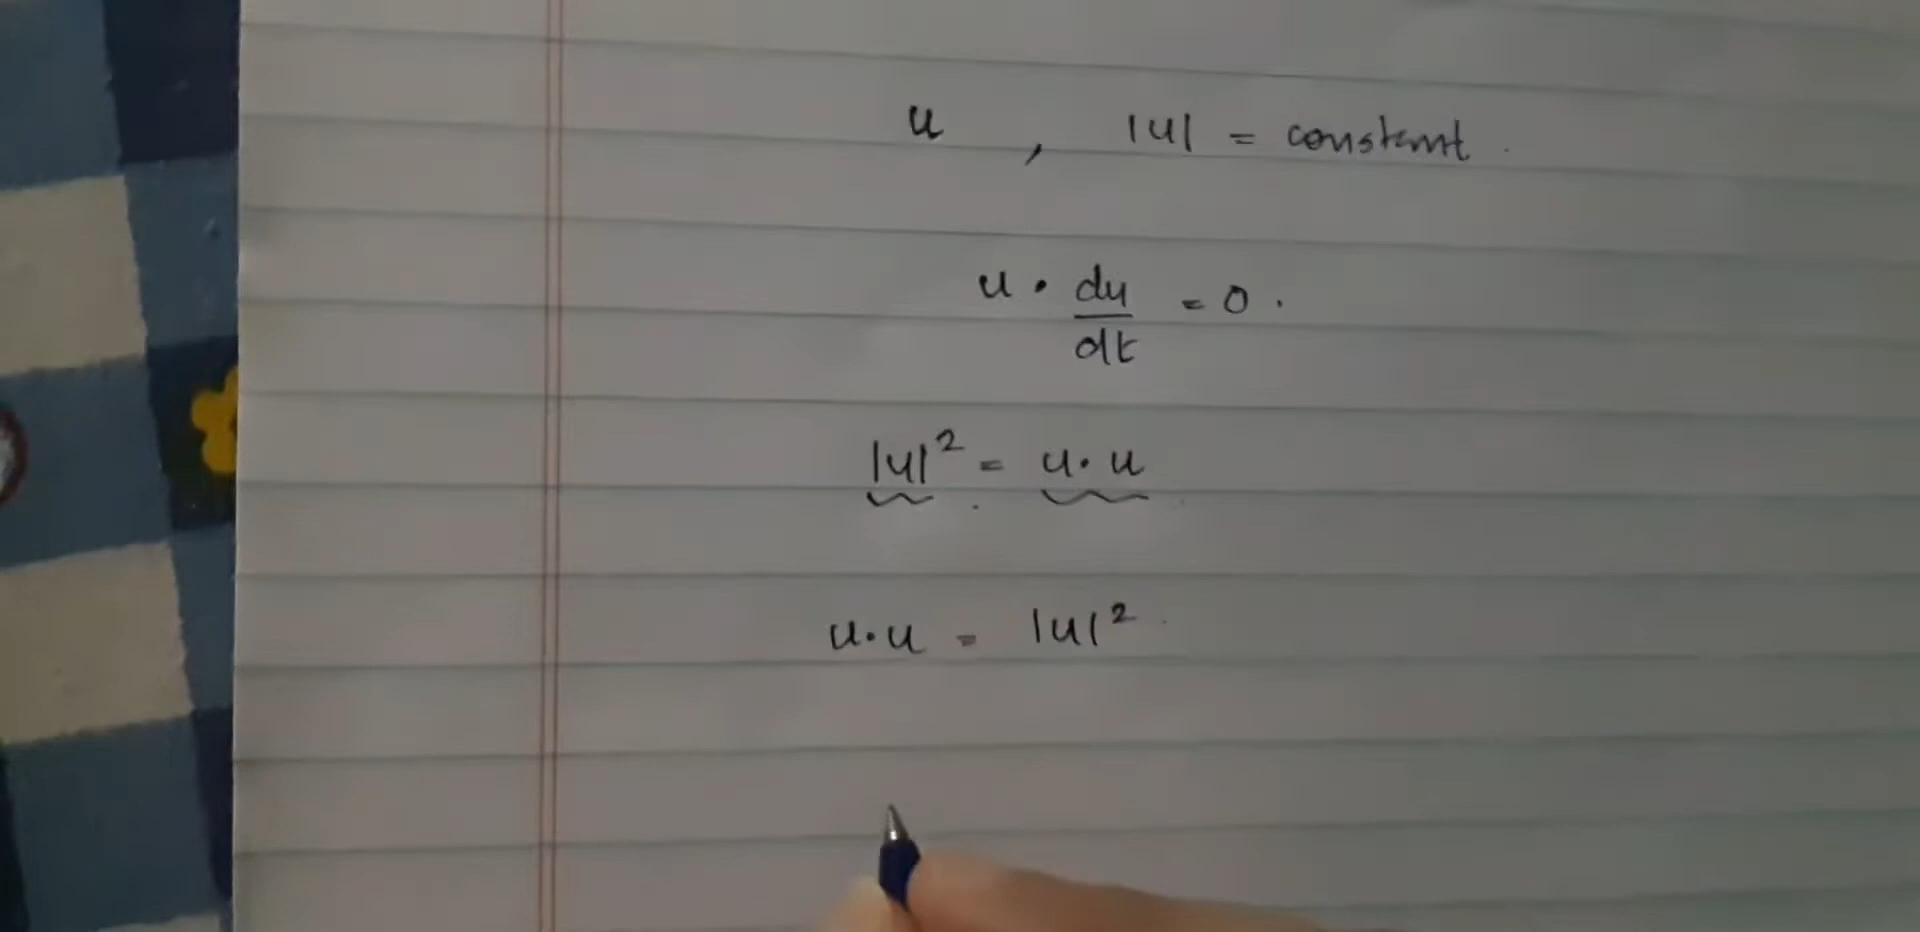 u , |u| = constant.
u · du/dt = 0.
|u|² = u·u
u·u = |u|²